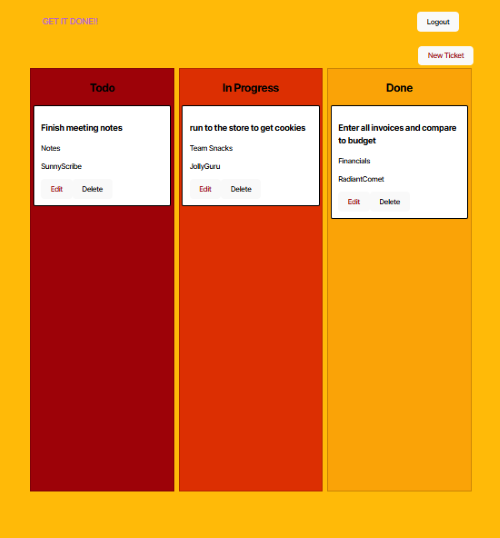 GET IT DONE!!
Logout
New Ticket
Todo
Finish meeting notes
Notes
SunnyScribe
Edit Delete
In Progress
run to the store to get cookies
Team Snacks
JollyGuru
Edit Delete
Done
Enter all invoices and compare
to budget
Financials
RadiantComet
Edit Delete